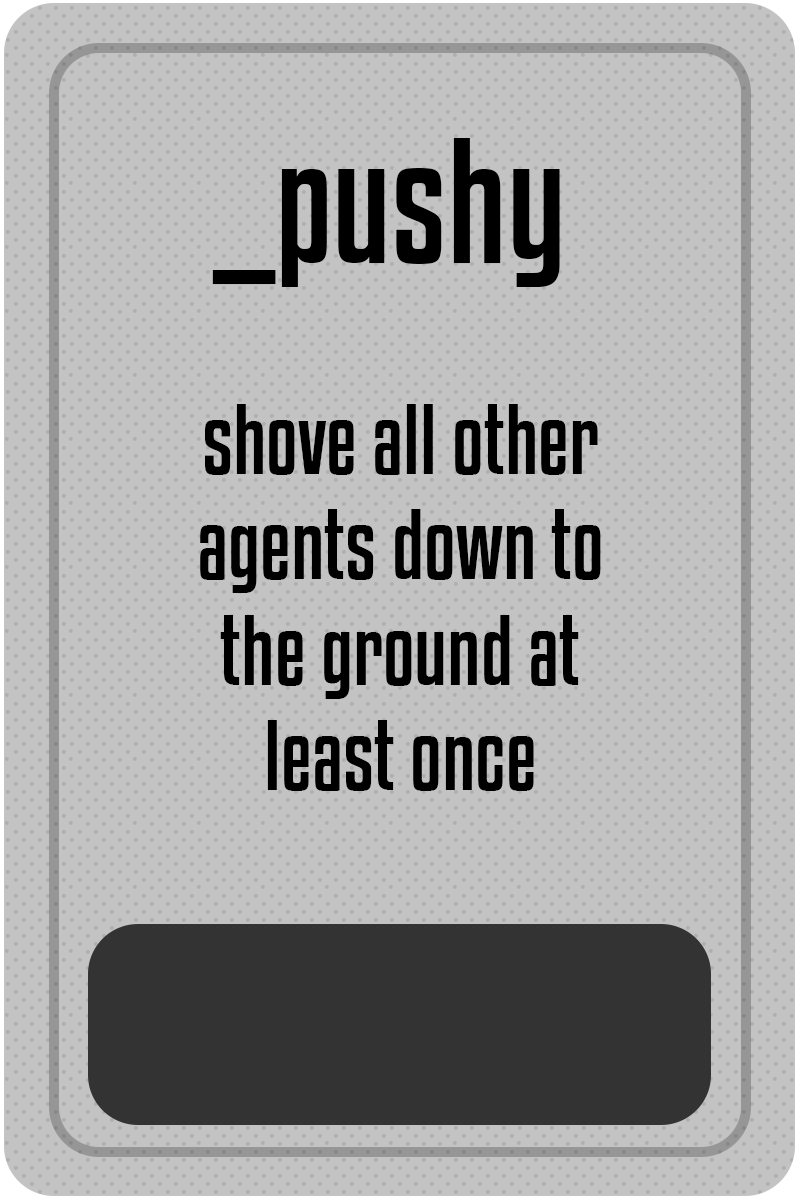 _pushy
shove all other
agents down to
the ground at
least once